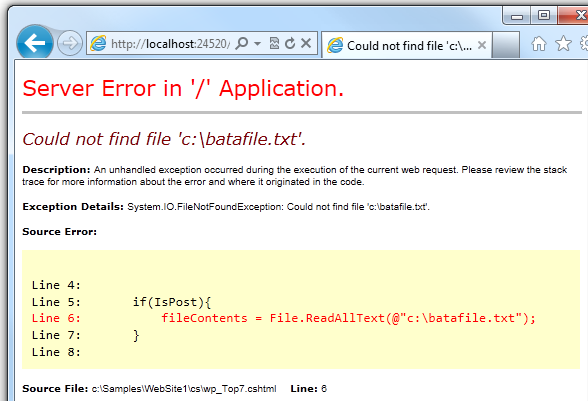 http://localhost:24520/
Could not find file 'c:\...
Server Error in '/' Application.
Could not find file 'c:\batafile.txt'.
Description: An unhandled exception occurred during the execution of the current web request. Please review the stack
trace for more information about the error and where it originated in the code.
Exception Details: System.IO.FileNotFoundException: Could not find file 'c:\batafile.txt'.
Source Error:
Line 4:
Line 5:        if(IsPost){
Line 6:            fileContents = File.ReadAllText(@"c:\batafile.txt");
Line 7:        }
Line 8:
Source File: c:\Samples\WebSite1\cs\wp_Top7.cshtml    Line: 6